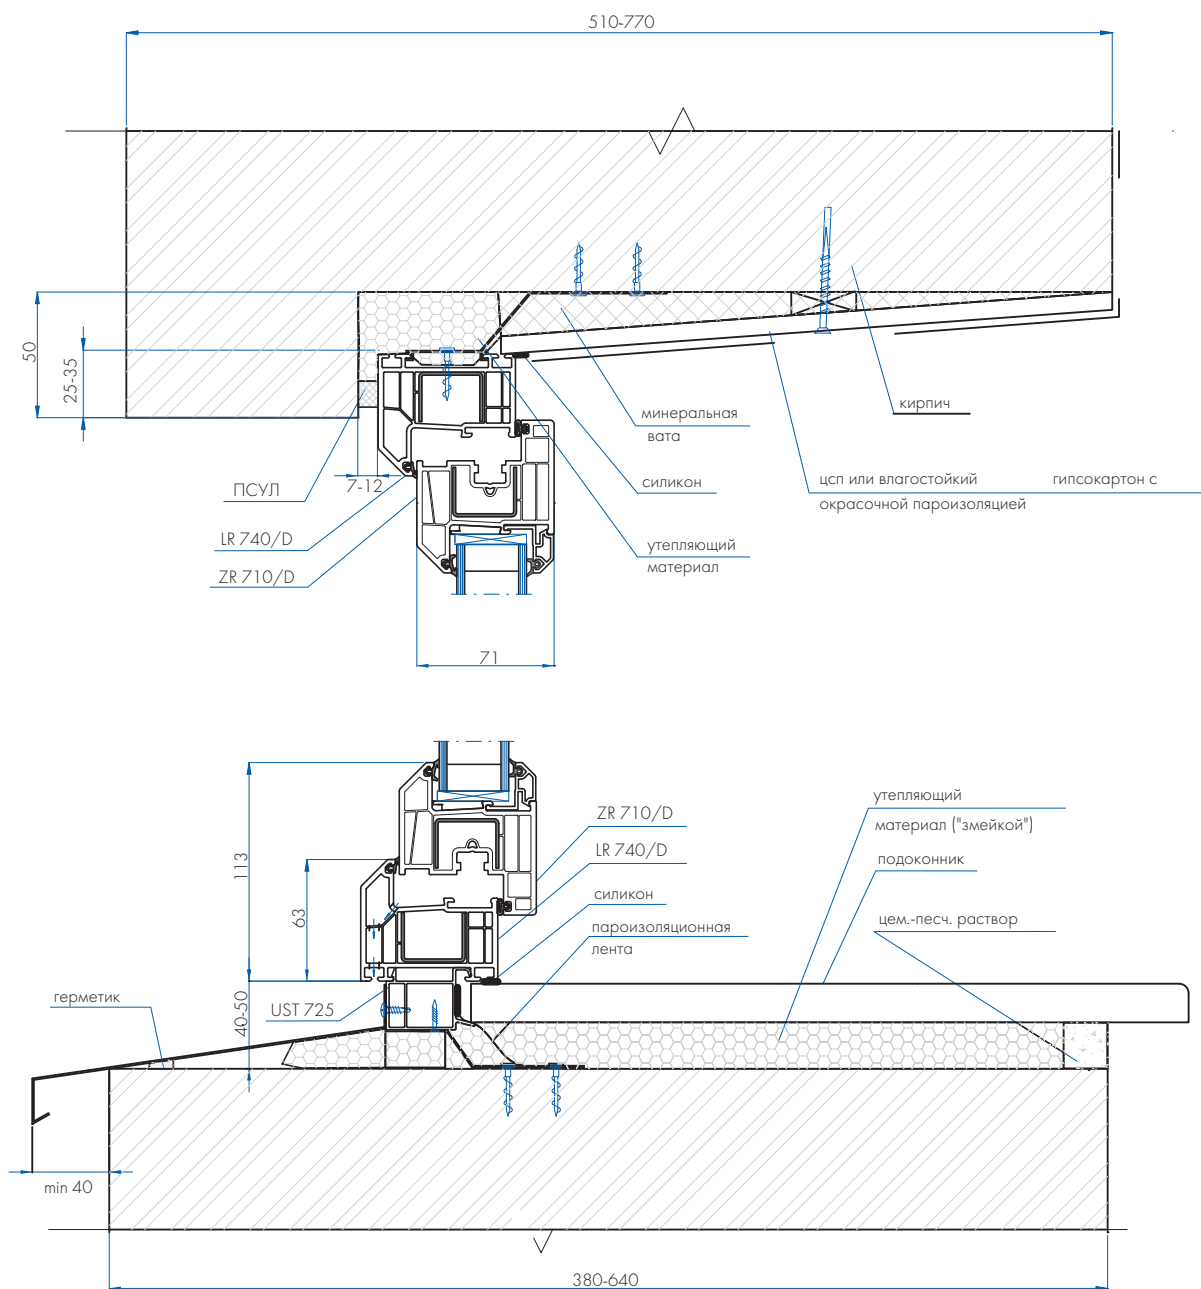 510-770
50
25-35
кирпич
минеральная
вата
7-12
ПСУЛ
силикон
цсп или влагостойкий гипсокартон с
окрасочной пароизоляцией
LR 740/D
утепляющий
материал
ZR 710/D
71
утепляющий
материал ("змейкой")
ZR 710/D
LR 740/D
подоконник
113
63
силикон
цем.-песч. раствор
пароизоляционная
лента
герметик
UST 725
40-50
min 40
380-640